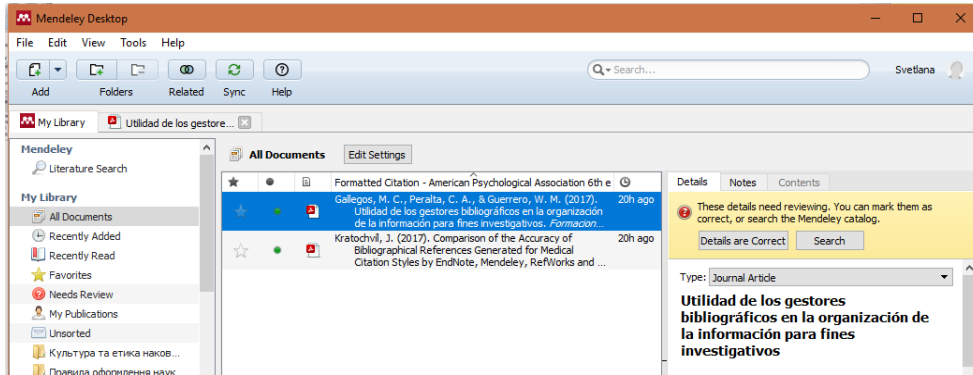 Mendeley Desktop
File Edit View Tools Help
Search...
Svetlana
Add Folders Related Sync Help
My Library Utilidad de los gestore...
Mendeley
Literature Search
My Library
All Documents
Recently Added
Recently Read
Favorites
Needs Review
My Publications
Unsorted
Культура та етика наков...
Правила оформлення наук
All Documents Edit Settings
Formatted Citation - American Psychological Association 6th e
Gallegos, M. C., Peralta, C. A., & Guerrero, W. M. (2017). 20h ago
Utilidad de los gestores bibliográficos en la organización
de la información para fines investigativos. Formación...
Kratochvíl, J. (2017). Comparison of the Accuracy of 20h ago
Bibliographical References Generated for Medical
Citation Styles by EndNote, Mendeley, RefWorks and ...
Details Notes Contents
These details need reviewing. You can mark them as
correct, or search the Mendeley catalog.
Details are Correct Search
Type: Journal Article
Utilidad de los gestores
bibliográficos en la organización de
la información para fines
investigativos